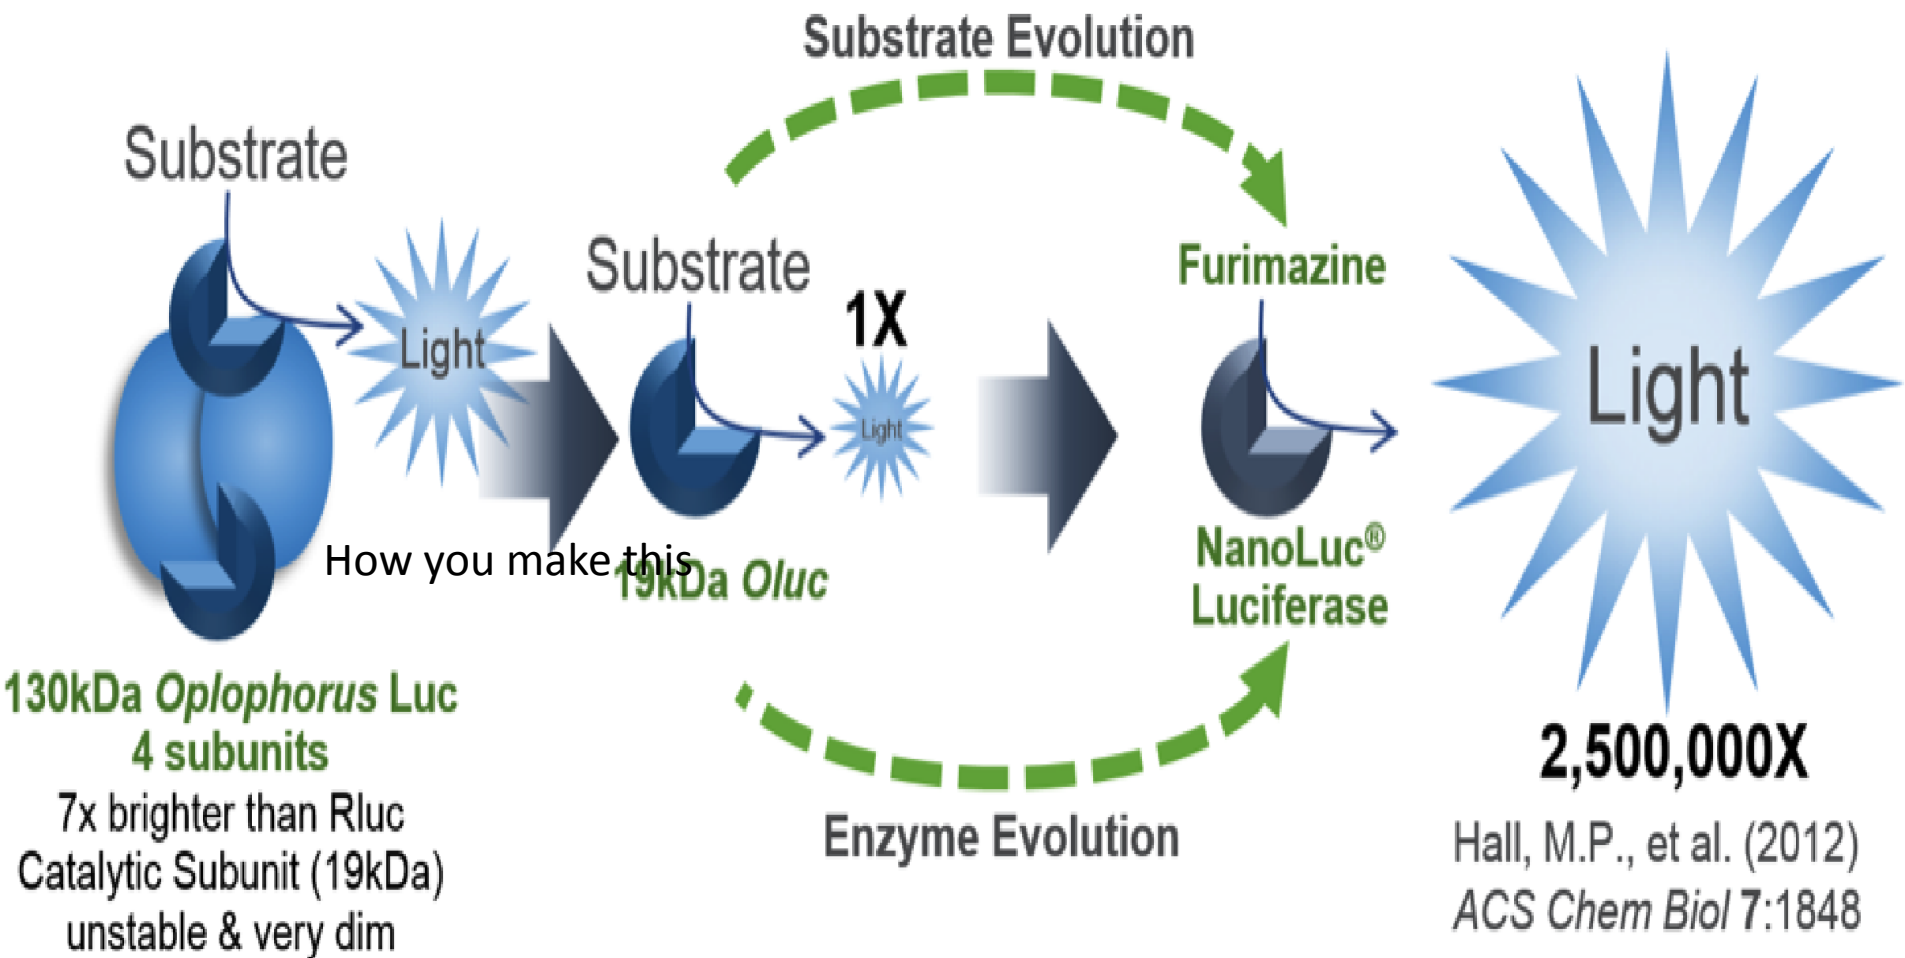 Substrate Evolution
Substrate
Light
Substrate
1X
Light
Furimazine
Light
How you make this
19kDa Oluc
NanoLuc®
Luciferase
130kDa Oplophorus Luc
4 subunits
7x brighter than Rluc
Catalytic Subunit (19kDa)
unstable & very dim
Enzyme Evolution
2,500,000X
Hall, M.P., et al. (2012)
ACS Chem Biol 7:1848